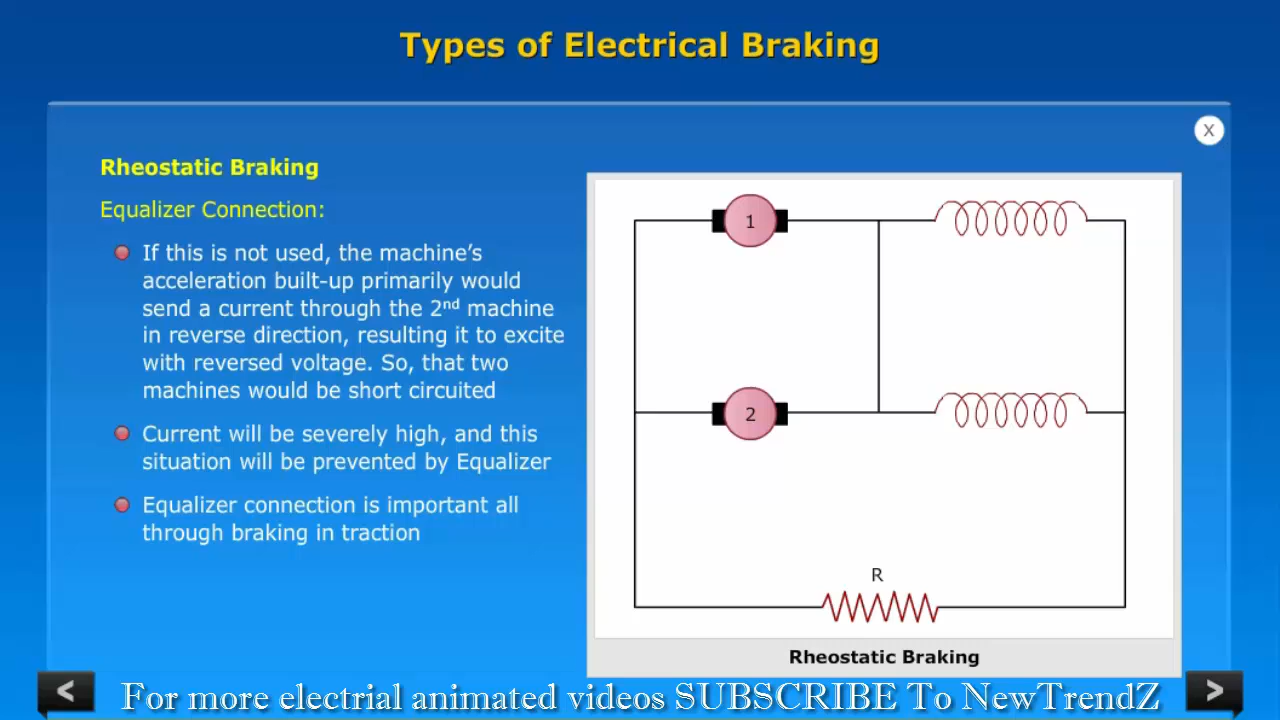 Types of Electrical Braking
X
Rheostatic Braking
Equalizer Connection:
If this is not used, the machine's
acceleration built-up primarily would
send a current through the 2nd machine
in reverse direction, resulting it to excite
with reversed voltage. So, that two
machines would be short circuited
Current will be severely high, and this
situation will be prevented by Equalizer
Equalizer connection is important all
through braking in traction
1
2
R
Rheostatic Braking
<
For more electrial animated videos SUBSCRIBE To NewTrendZ
>